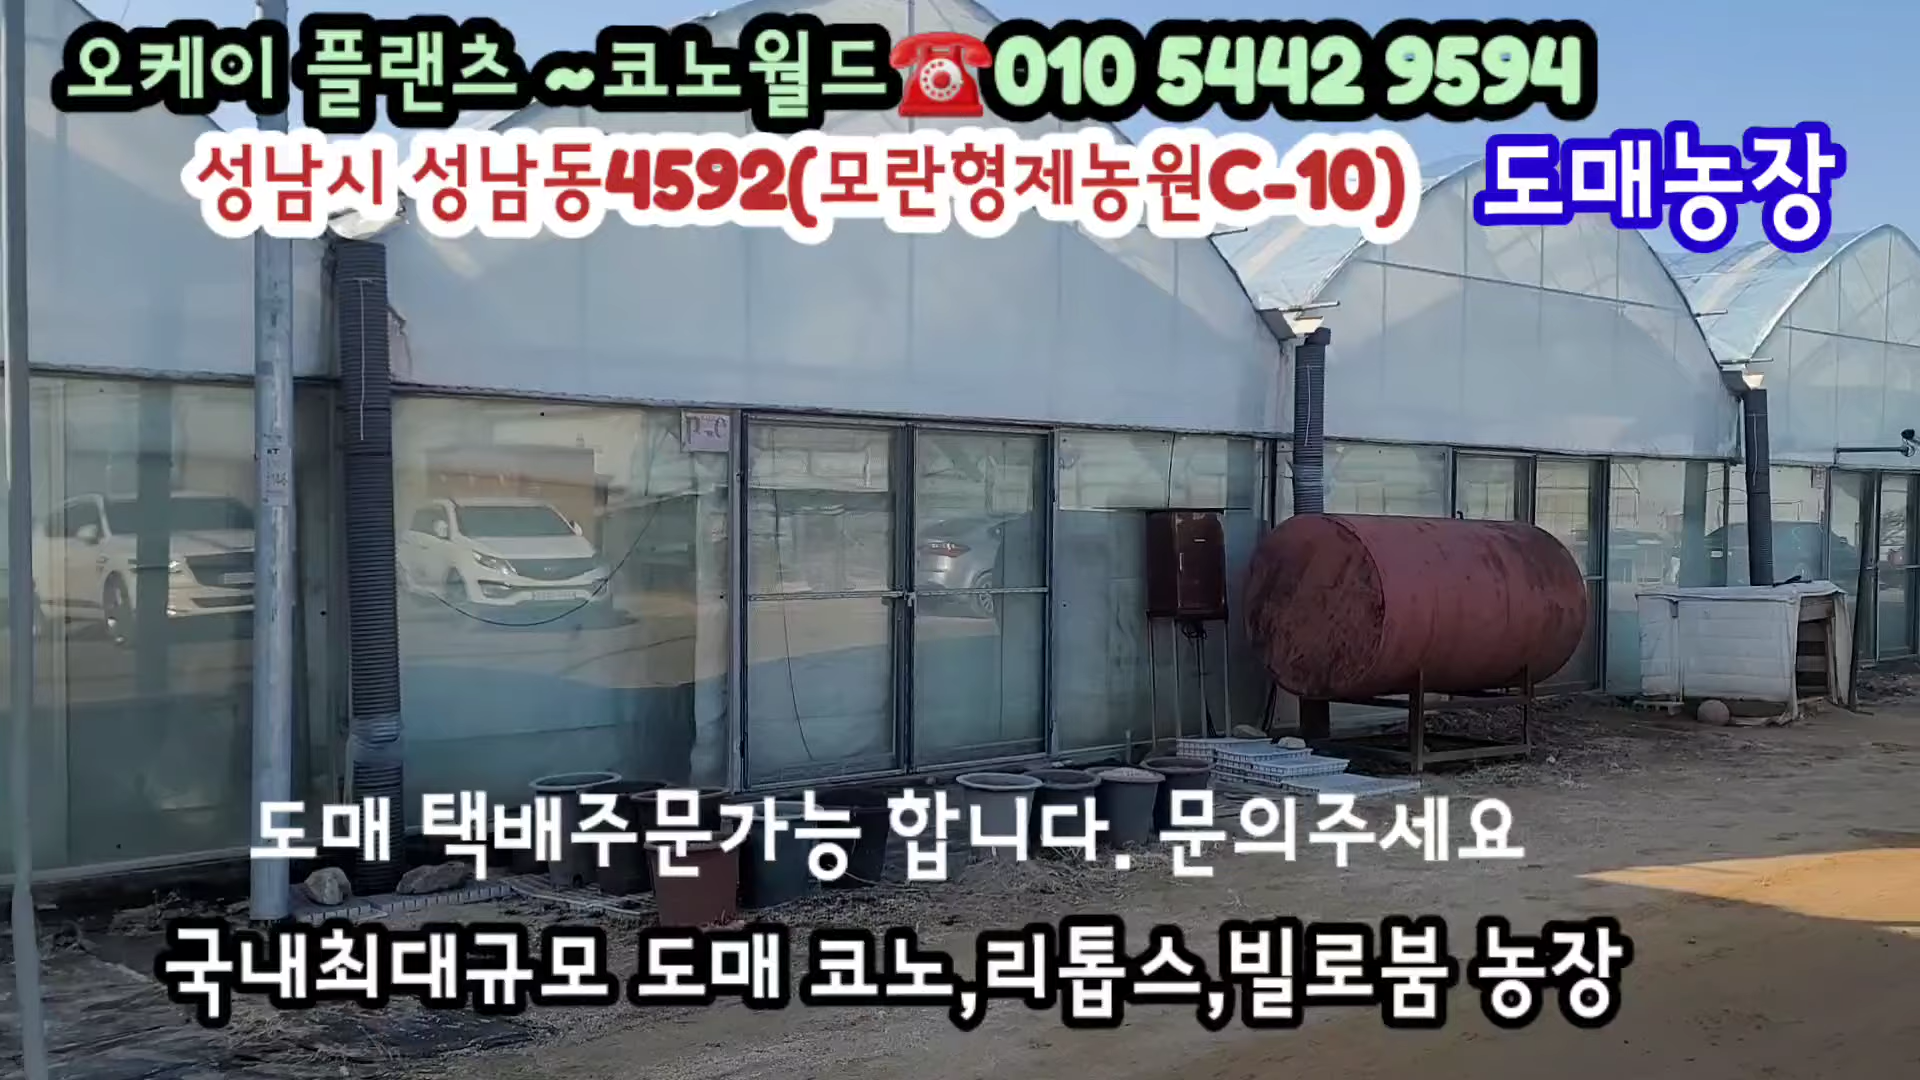 오케이 플랜츠 ~코노월드☎010 5442 9594
성남시 성남동4592(모란형제농원C-10) 도매농장
도매 택배주문가능 합니다. 문의주세요
국내최대규모 도매 코노,리톱스,빌로붐 농장